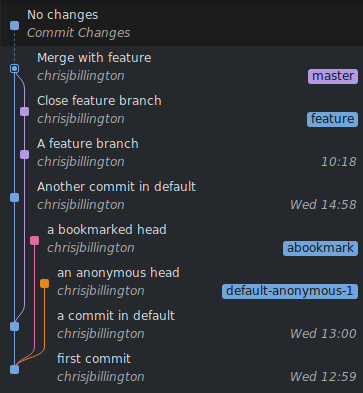 No changes
Commit Changes
Merge with feature
chrisjbillington master
Close feature branch
chrisjbillington feature
A feature branch
chrisjbillington 10:18
Another commit in default
chrisjbillington Wed 14:58
a bookmarked head
chrisjbillington abookmark
an anonymous head
chrisjbillington default-anonymous-1
a commit in default
chrisjbillington Wed 13:00
first commit
chrisjbillington Wed 12:59